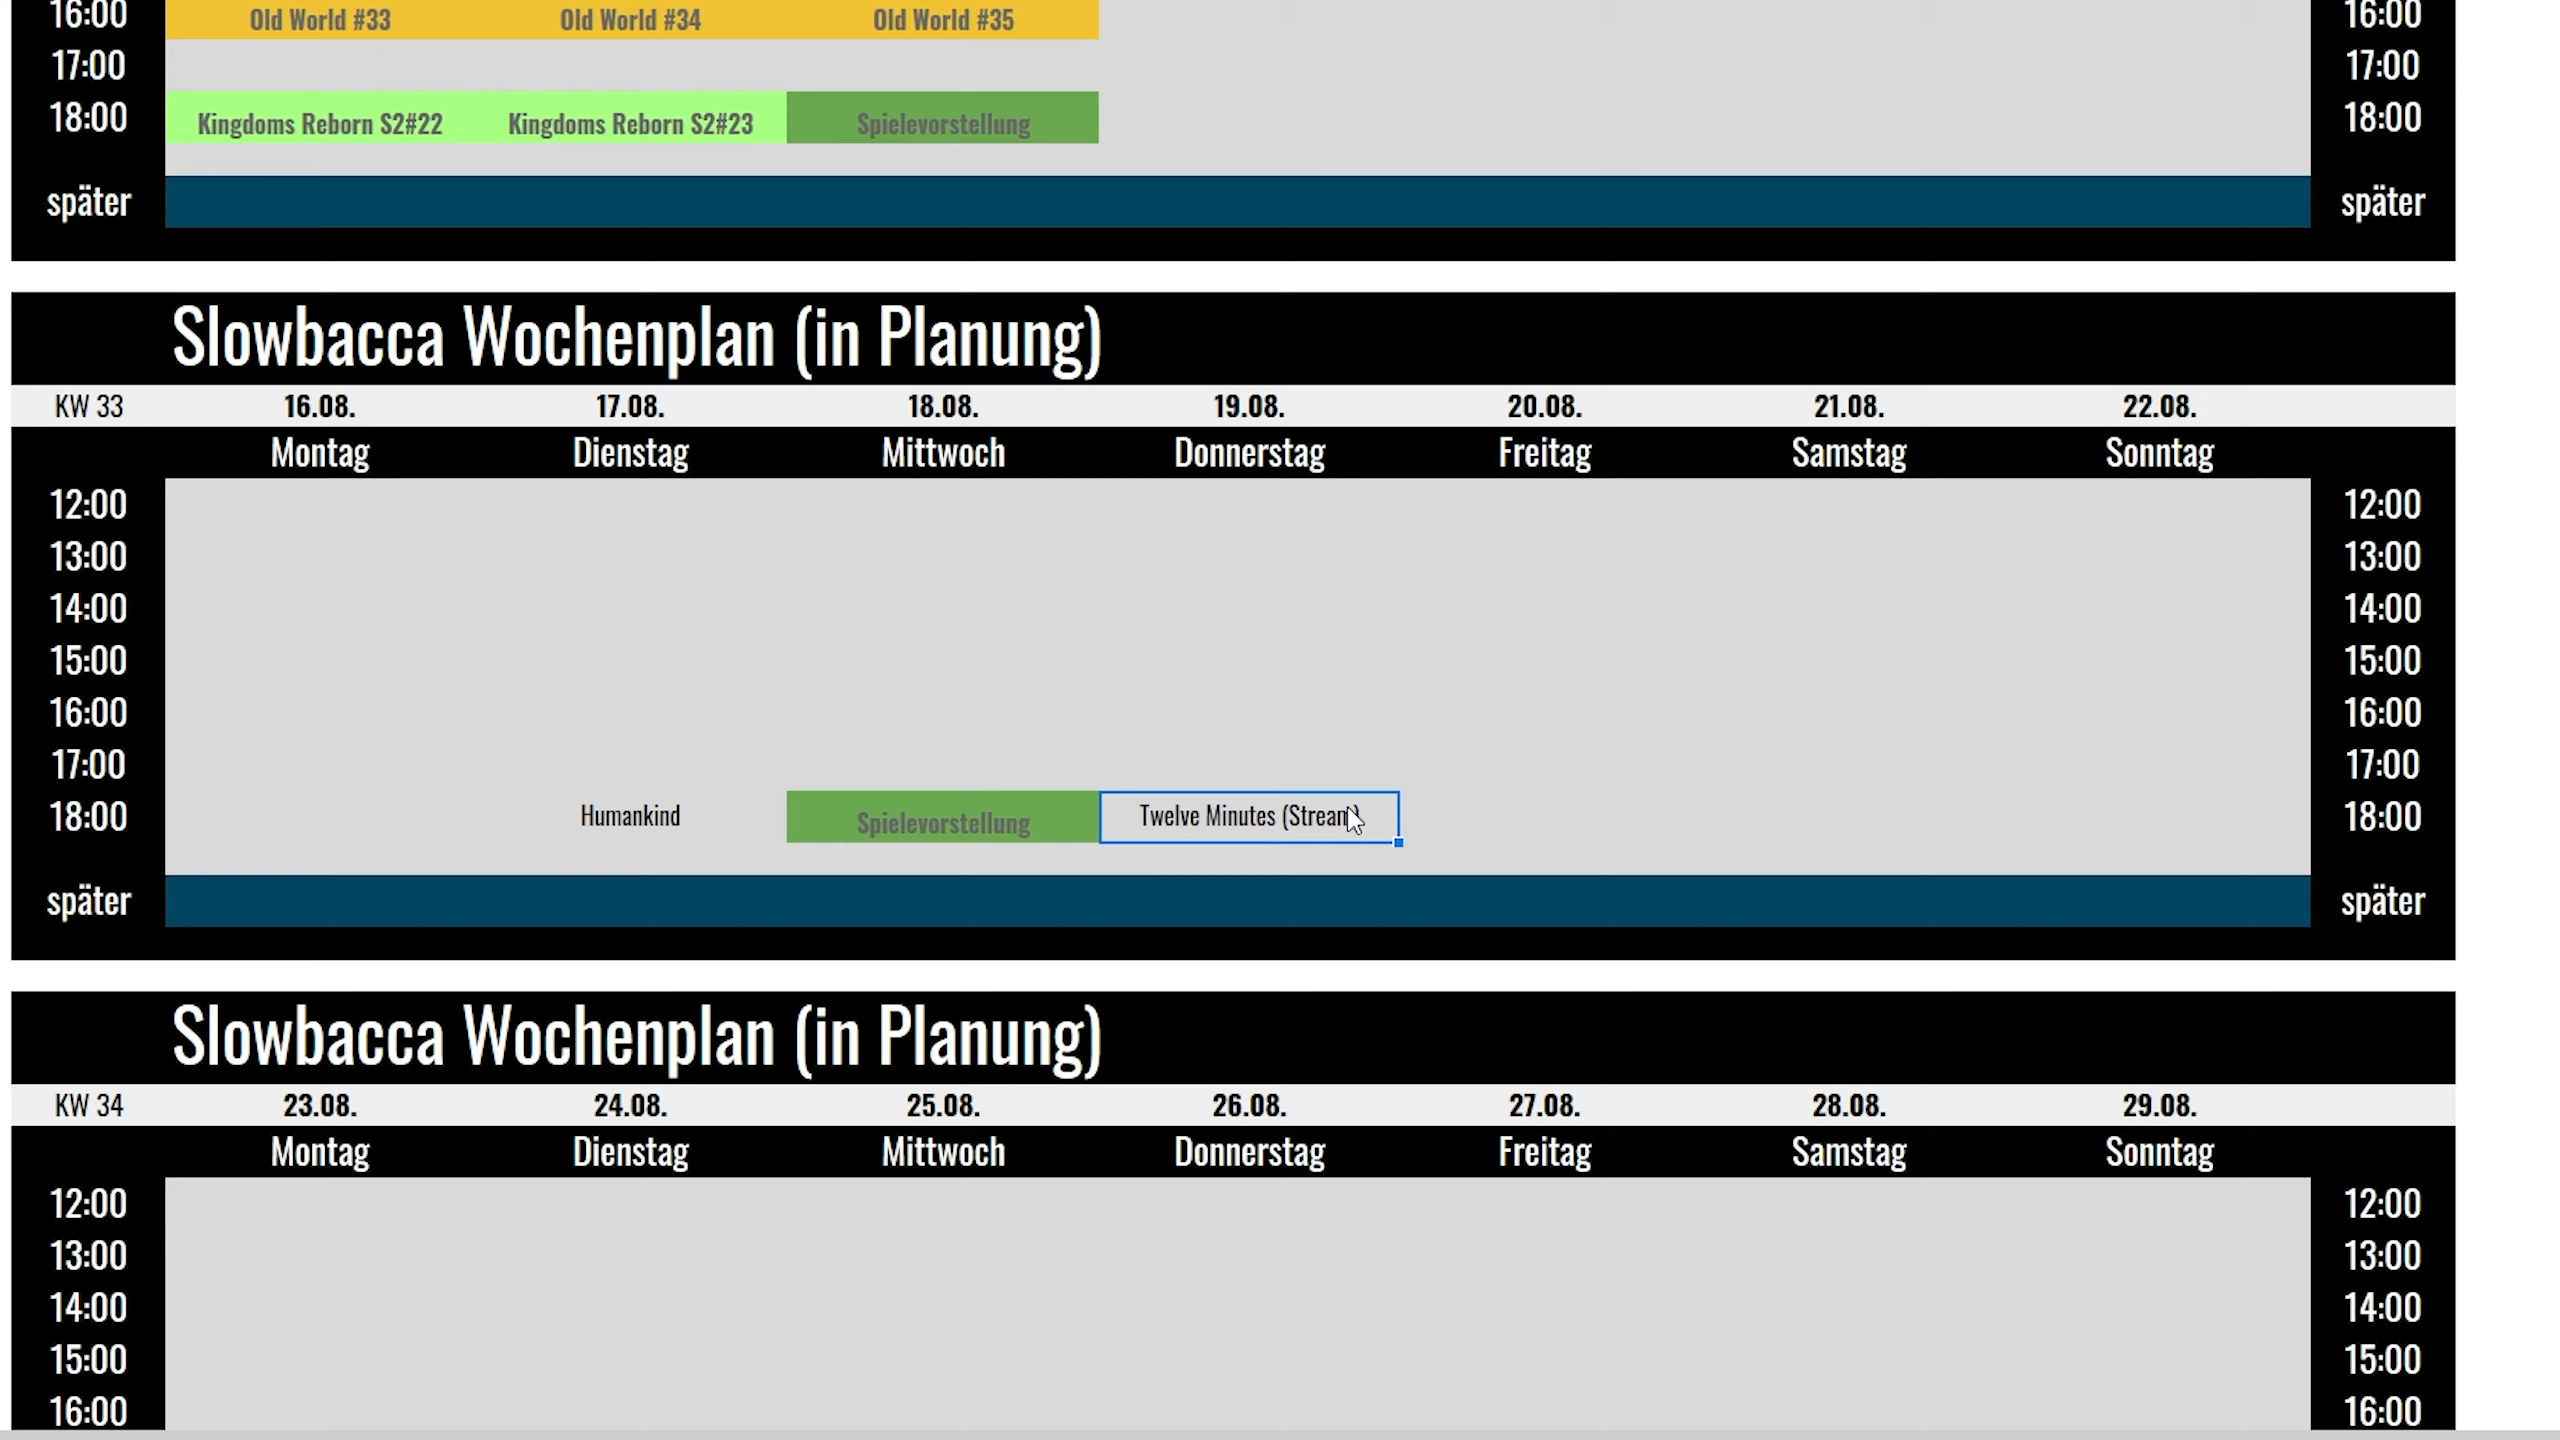 16:00 Old World #33 Old World #34 Old World #35 16:00
17:00 17:00
18:00 Kingdoms Reborn S2#22 Kingdoms Reborn S2#23 Spielevorstellung 18:00
später später
Slowbacca Wochenplan (in Planung)
KW 33 16.08. 17.08. 18.08. 19.08. 20.08. 21.08. 22.08.
Montag Dienstag Mittwoch Donnerstag Freitag Samstag Sonntag
12:00 12:00
13:00 13:00
14:00 14:00
15:00 15:00
16:00 16:00
17:00 17:00
18:00 Humankind Spielevorstellung Twelve Minutes (Stream) 18:00
später später
Slowbacca Wochenplan (in Planung)
KW 34 23.08. 24.08. 25.08. 26.08. 27.08. 28.08. 29.08.
Montag Dienstag Mittwoch Donnerstag Freitag Samstag Sonntag
12:00 12:00
13:00 13:00
14:00 14:00
15:00 15:00
16:00 16:00